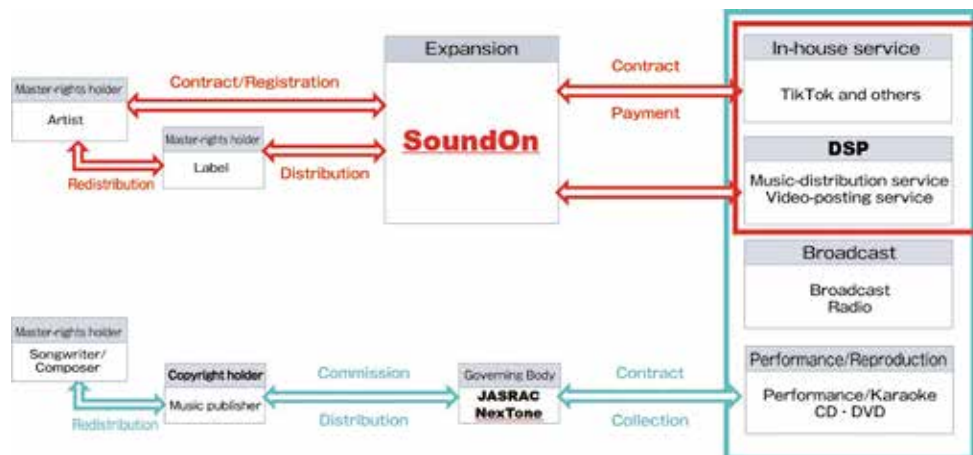 Expansion
SoundOn
In-house service
TikTok and others
DSP
Music-distribution service
Video-posting service
Broadcast
Broadcast
Radio
Performance/Reproduction
Performance/Karaoke
CD・DVD
Master-rights holder
Artist
Contract/Registration
Contract
Payment
Master-rights holder
Label
Redistribution
Distribution
Master-rights holder
Songwriter/
Composer
Copyright holder
Music publisher
Redistribution
Commission
Distribution
Governing Body
JASRAC
NexTone
Contract
Collection